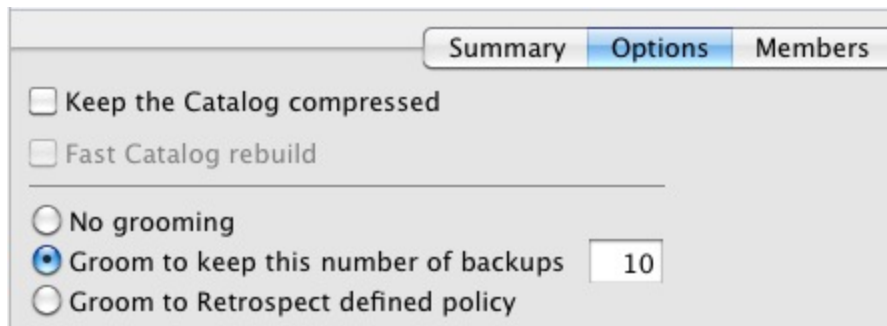 Summary Options Members
Keep the Catalog compressed
Fast Catalog rebuild
No grooming
Groom to keep this number of backups 10
Groom to Retrospect defined policy